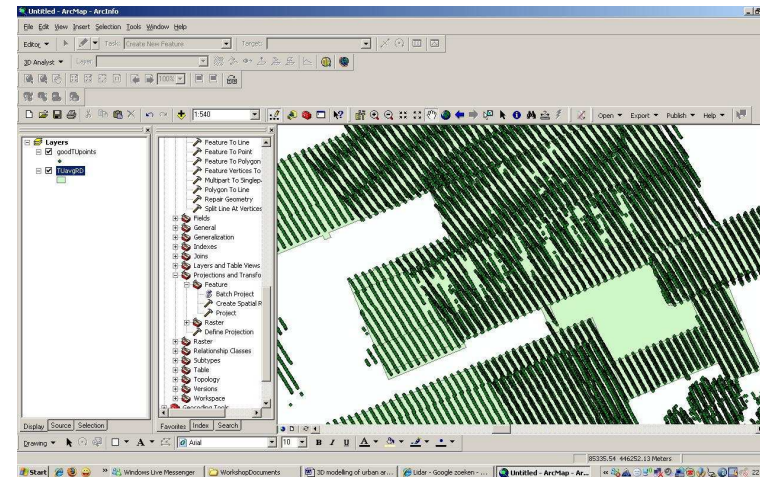 Untitled - ArcMap - ArcInfo
File Edit View Insert Selection Tools Window Help
Editor Task: Create New Feature Target:
3D Analyst Layer:
100%
1:540 Open Export Publish Help
Layers
goodTUpoints
TUavgRD
Feature To Line
Feature To Point
Feature To Polygon
Feature Vertices To
Multipart To Singlep
Polygon To Line
Repair Geometry
Split Line At Vertices
Fields
General
Generalization
Indexes
Joins
Layers and Table Views
Projections and Transfo
Feature
Batch Project
Create Spatial R
Project
Raster
Define Projection
Raster
Relationship Classes
Subtypes
Table
Topology
Versions
Workspace
Geocoding Tools
Display Source Selection
Favorites Index Search
Drawing Arial 10 B I U A
85335.54 446252.13 Meters
Start Windows Live Messenger WorkshopDocuments 3D modelling of urban ar... Lidar - Google zoeken - ... Untitled - ArcMap - Ar... 22